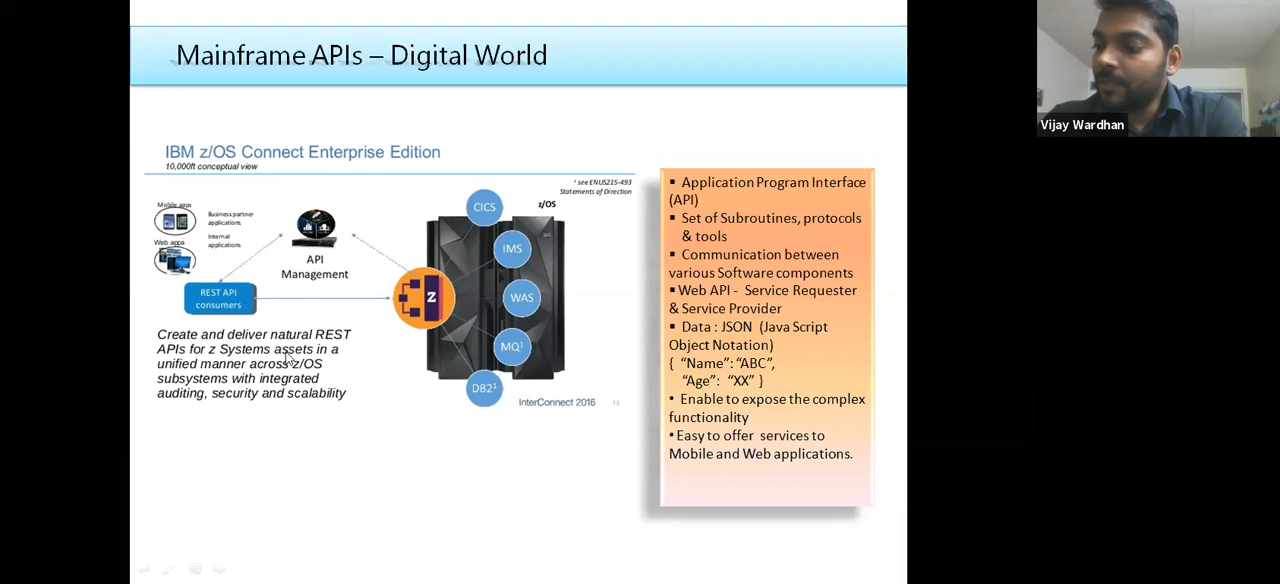 Mainframe APIs – Digital World
IBM z/OS Connect Enterprise Edition
10,000ft conceptual view
¹ see ENUS215-493
Statements of Direction
Mobile apps
Business partner
applications
Web apps
Internal
applications
API
Management
REST API
consumers
Create and deliver natural REST
APIs for z Systems assets in a
unified manner across z/OS
subsystems with integrated
auditing, security and scalability
z/OS
CICS
IMS
Z
WAS
MQ¹
DB2¹
InterConnect 2016
15
▪ Application Program Interface
(API)
▪ Set of Subroutines, protocols
& tools
▪ Communication between
various Software components
▪ Web API - Service Requester
& Service Provider
▪ Data : JSON (Java Script
Object Notation)
{ “Name”: “ABC”,
“Age”: “XX” }
• Enable to expose the complex
functionality
• Easy to offer services to
Mobile and Web applications.
Vijay Wardhan